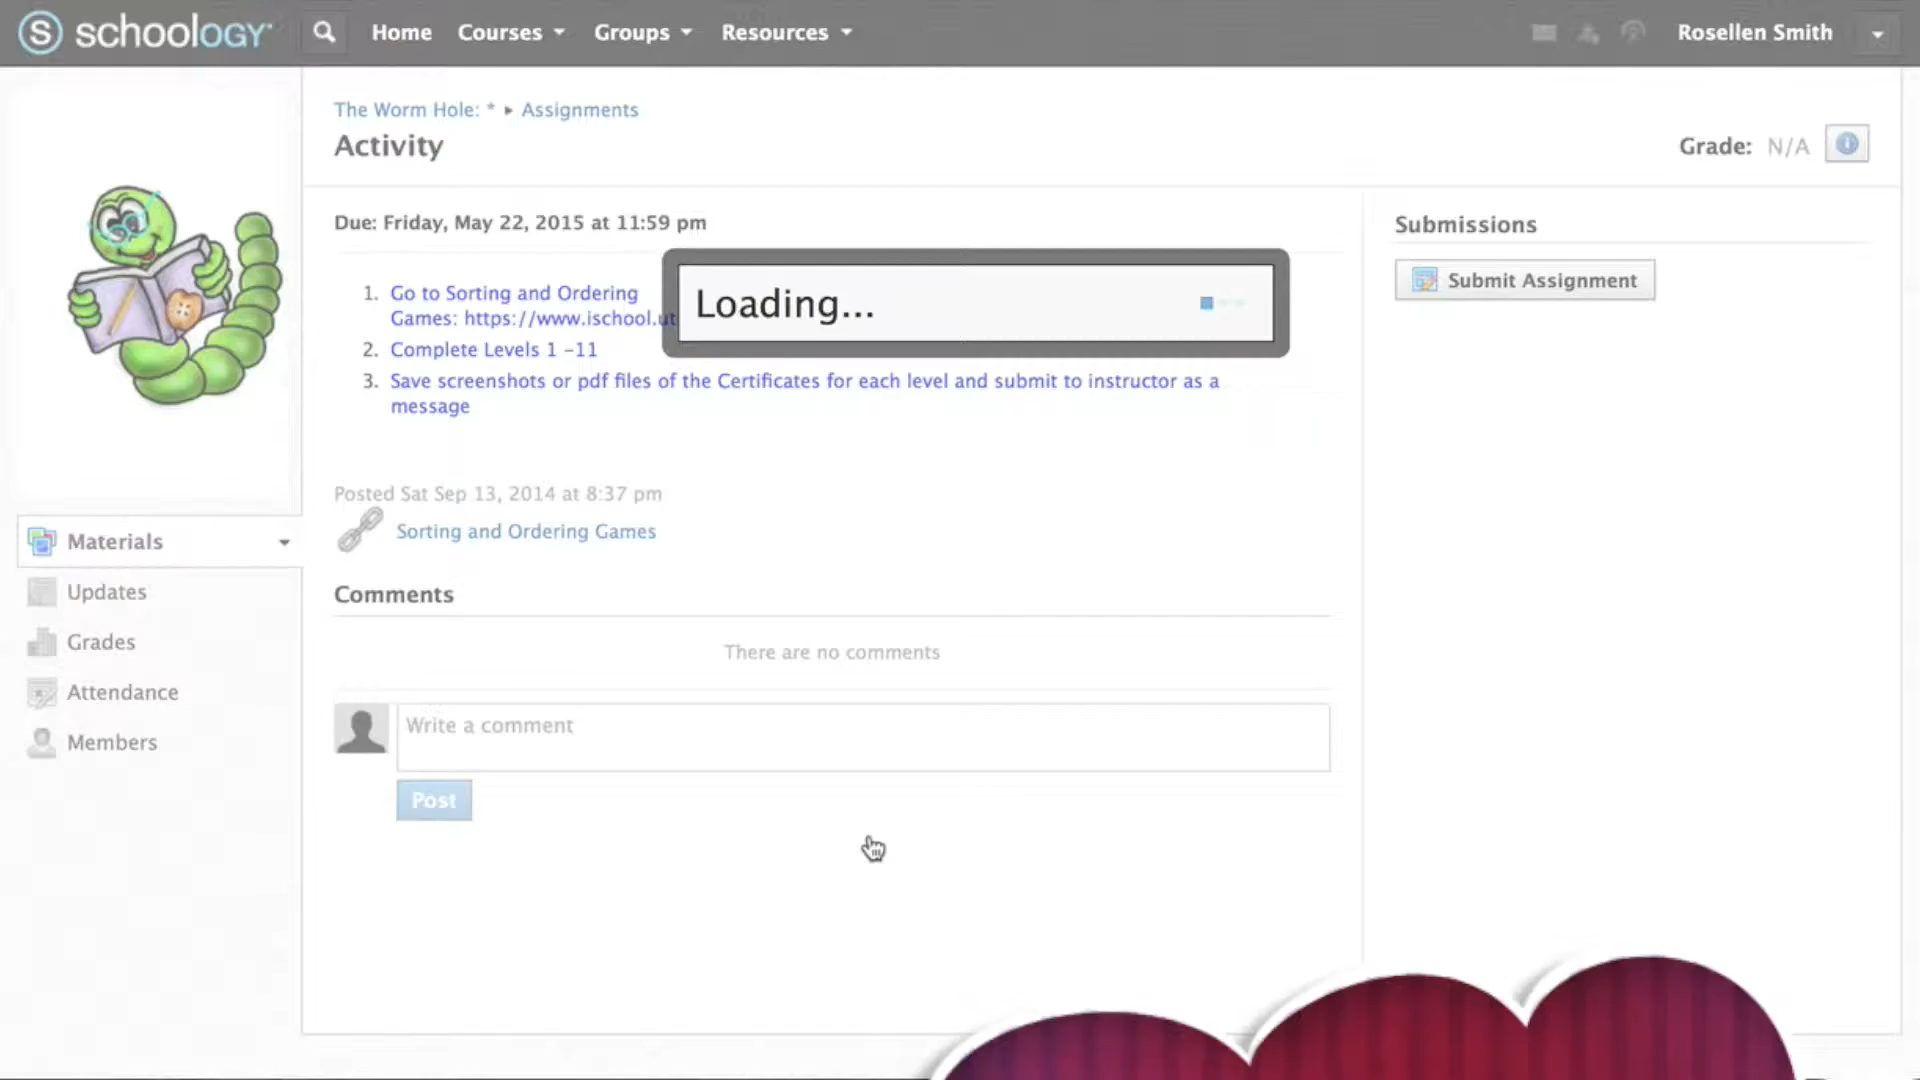 schoology Home Courses Groups Resources Rosellen Smith
The Worm Hole: * ▸ Assignments
Activity
Grade: N/A
Due: Friday, May 22, 2015 at 11:59 pm
Submissions
Submit Assignment
Loading...
1. Go to Sorting and Ordering
Games: https://www.ischool.ut
2. Complete Levels 1 -11
3. Save screenshots or pdf files of the Certificates for each level and submit to instructor as a
message
Posted Sat Sep 13, 2014 at 8:37 pm
Sorting and Ordering Games
Materials
Updates
Grades
Attendance
Members
Comments
There are no comments
Write a comment
Post